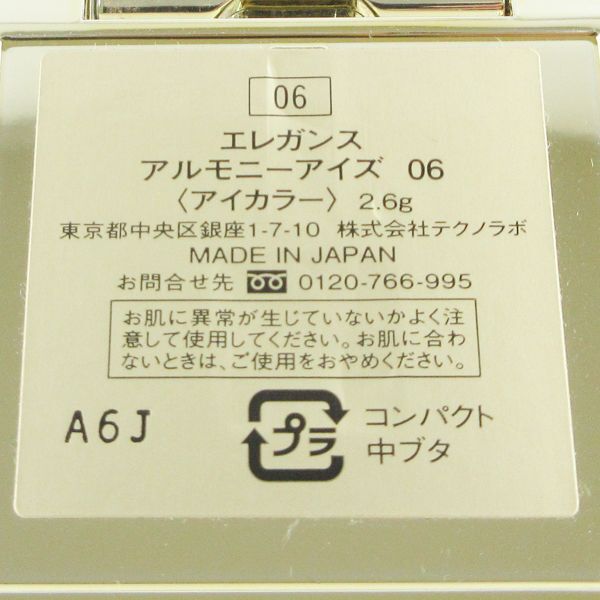 06
エレガンス
アルモニーアイズ 06
〈アイカラー〉 2.6g
東京都中央区銀座1-7-10 株式会社テクノラボ
MADE IN JAPAN
お問合せ先 0120-766-995
お肌に異常が生じていないかよく注
意して使用してください。お肌に合わ
ないときは、ご使用をおやめください。
A6J
プラ
コンパクト
中ブタ